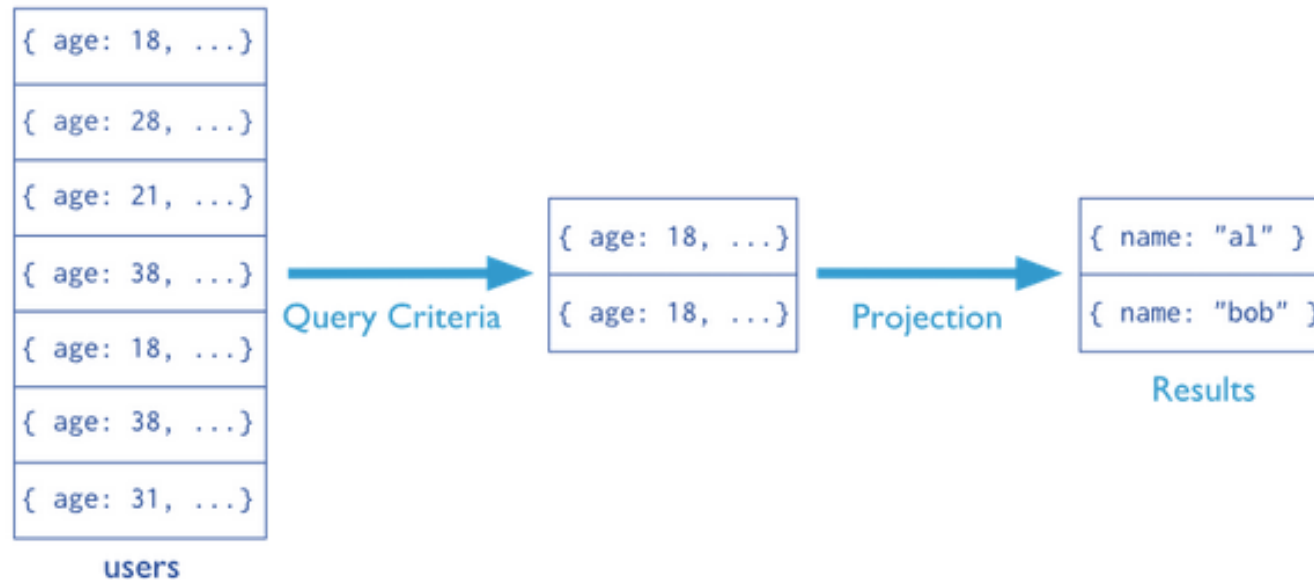 { age: 18, ...}
{ age: 28, ...}
{ age: 21, ...}
{ age: 38, ...}
{ age: 18, ...}
{ age: 38, ...}
{ age: 31, ...}
users
Query Criteria
{ age: 18, ...}
{ age: 18, ...}
Projection
{ name: "al" }
{ name: "bob" }
Results